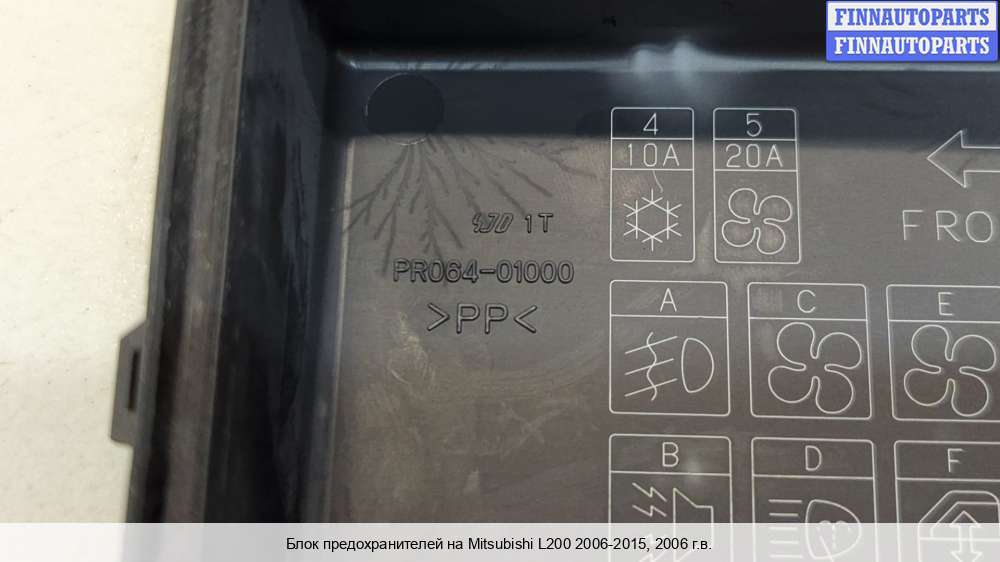 FINNAUTOPARTS
FINNAUTOPARTS
4 5
10A 20A
1T
FRO
PR064-01000
>PP<
A C E
B D F
Блок предохранителей на Mitsubishi L200 2006-2015, 2006 г.в.